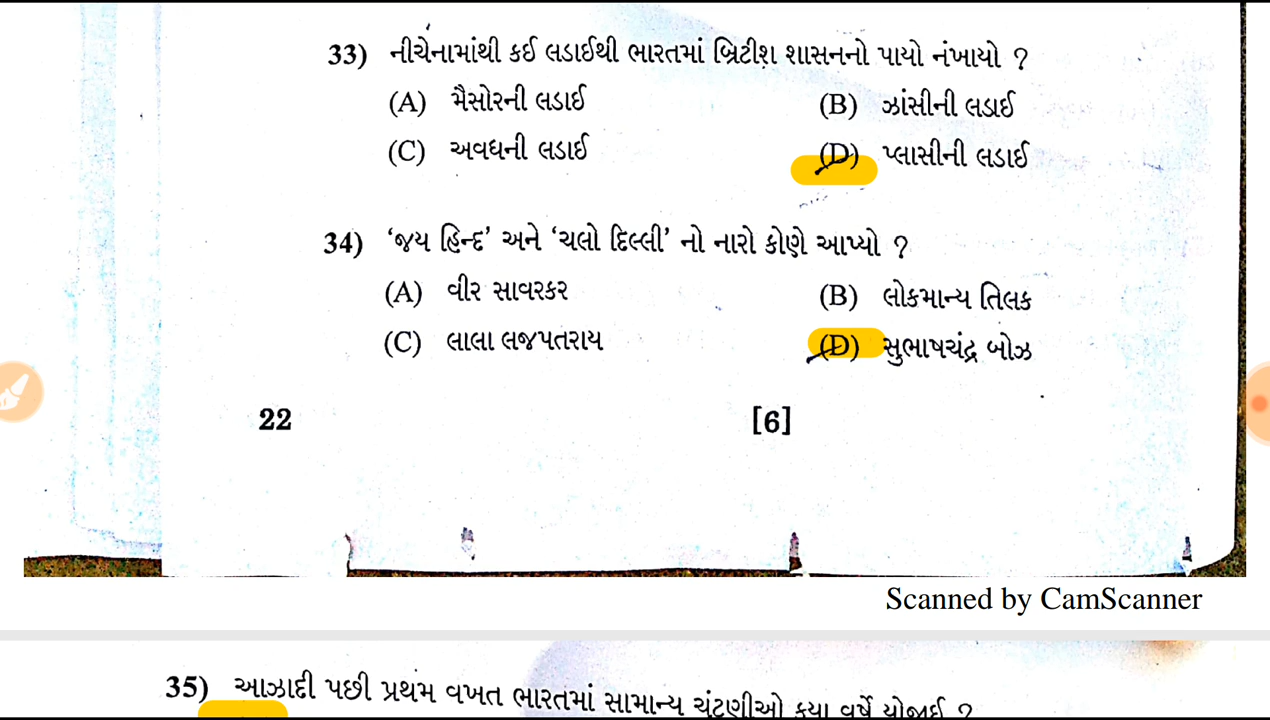 33) નીચેનામાંથી કઈ લડાઈથી ભારતમાં બ્રિટીશ શાસનનો પાયો નંખાયો ?
(A) મૈસોરની લડાઈ (B) ઝાંસીની લડાઈ
(C) અવધની લડાઈ (D) પ્લાસીની લડાઈ
34) ‘જય હિન્દ’ અને ‘ચલો દિલ્લી’ નો નારો કોણે આપ્યો ?
(A) વીર સાવરકર (B) લોકમાન્ય તિલક
(C) લાલા લજપતરાય (D) સુભાષચંદ્ર બોઝ
22 [6]
Scanned by CamScanner
35) આઝાદી પછી પ્રથમ વખત ભારતમાં સામાન્ય ચૂંટણીઓ કયા વર્ષે યોજાઈ ?